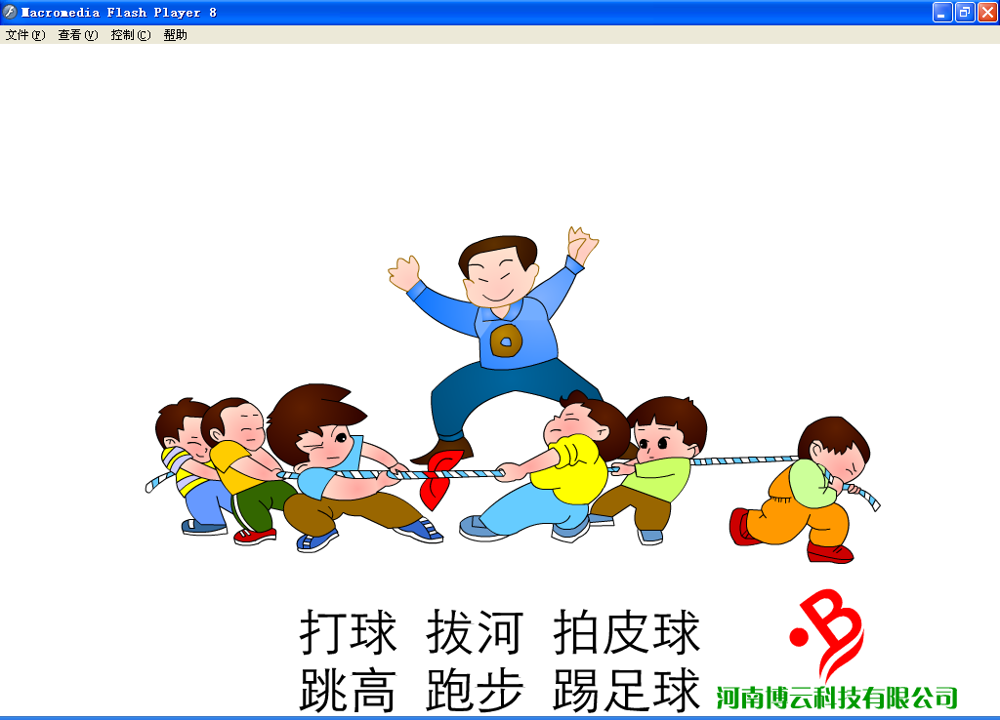 Macromedia Flash Player 8
文件(F) 查看(V) 控制(C) 帮助
打球 拔河 拍皮球
跳高 跑步 踢足球
B
河南博云科技有限公司